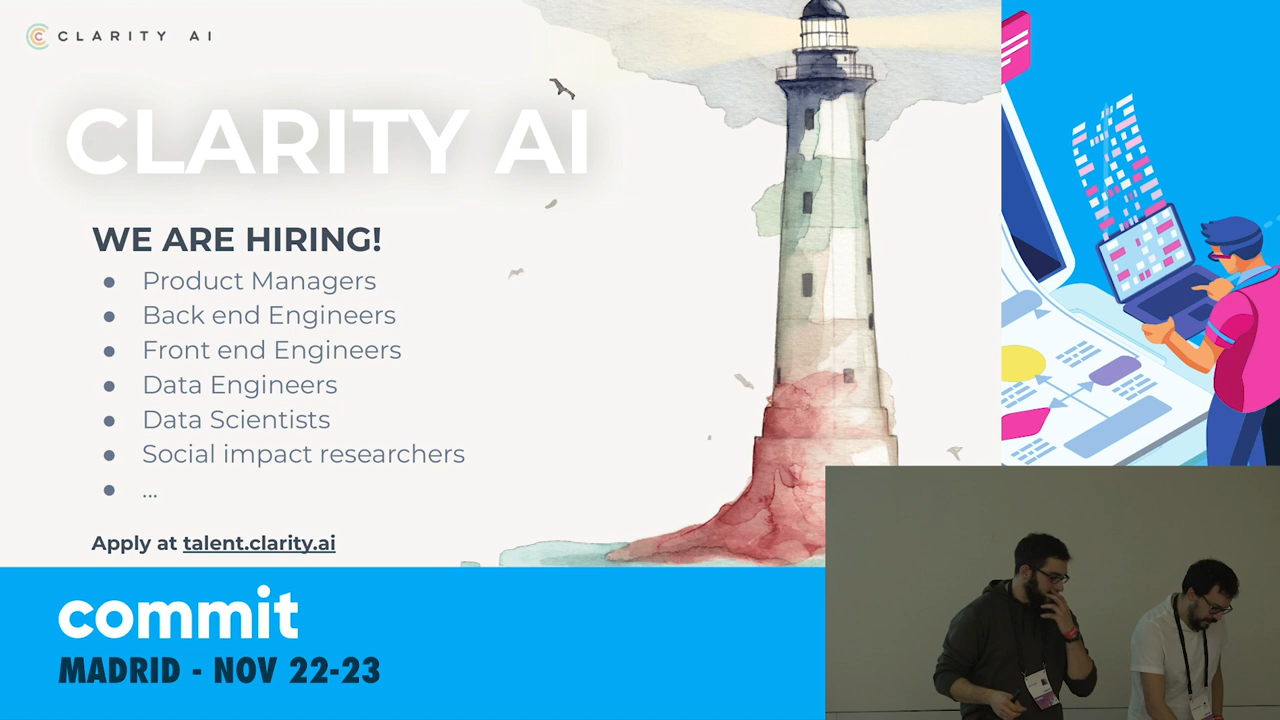 CLARITY AI
CLARITY AI
WE ARE HIRING!
● Product Managers
● Back end Engineers
● Front end Engineers
● Data Engineers
● Data Scientists
● Social impact researchers
● ...
Apply at talent.clarity.ai
commit
MADRID - NOV 22-23